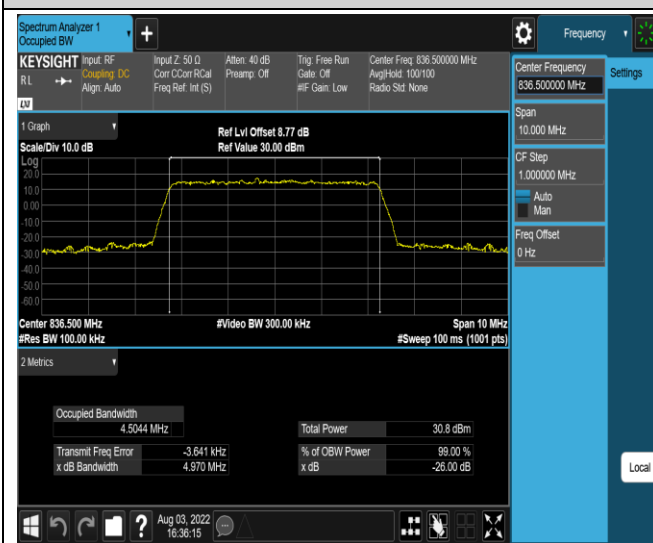 Spectrum Analyzer 1
Occupied BW
+
Frequency
KEYSIGHT
RL
LXI
Input: RF
Coupling: DC
Align: Auto
Input Z: 50 Ω
Corr CCorr RCal
Freq Ref: Int (S)
Atten: 40 dB
Preamp: Off
Trig: Free Run
Gate: Off
#IF Gain: Low
Center Freq: 836.500000 MHz
Avg|Hold: 100/100
Radio Std: None
Center Frequency
836.500000 MHz
Settings
Span
10.000 MHz
CF Step
1.000000 MHz
Auto
Man
Freq Offset
0 Hz
Local
1 Graph
Scale/Div 10.0 dB
Ref Lvl Offset 8.77 dB
Ref Value 30.00 dBm
Log
20.0
10.0
0.00
-10.0
-20.0
-30.0
-40.0
-50.0
-60.0
Center 836.500 MHz
#Video BW 300.00 kHz
Span 10 MHz
#Res BW 100.00 kHz
#Sweep 100 ms (1001 pts)
2 Metrics
Occupied Bandwidth
4.5044 MHz
Total Power 30.8 dBm
Transmit Freq Error -3.641 kHz
% of OBW Power 99.00 %
x dB Bandwidth 4.970 MHz
x dB -26.00 dB
?
Aug 03, 2022
16:36:15